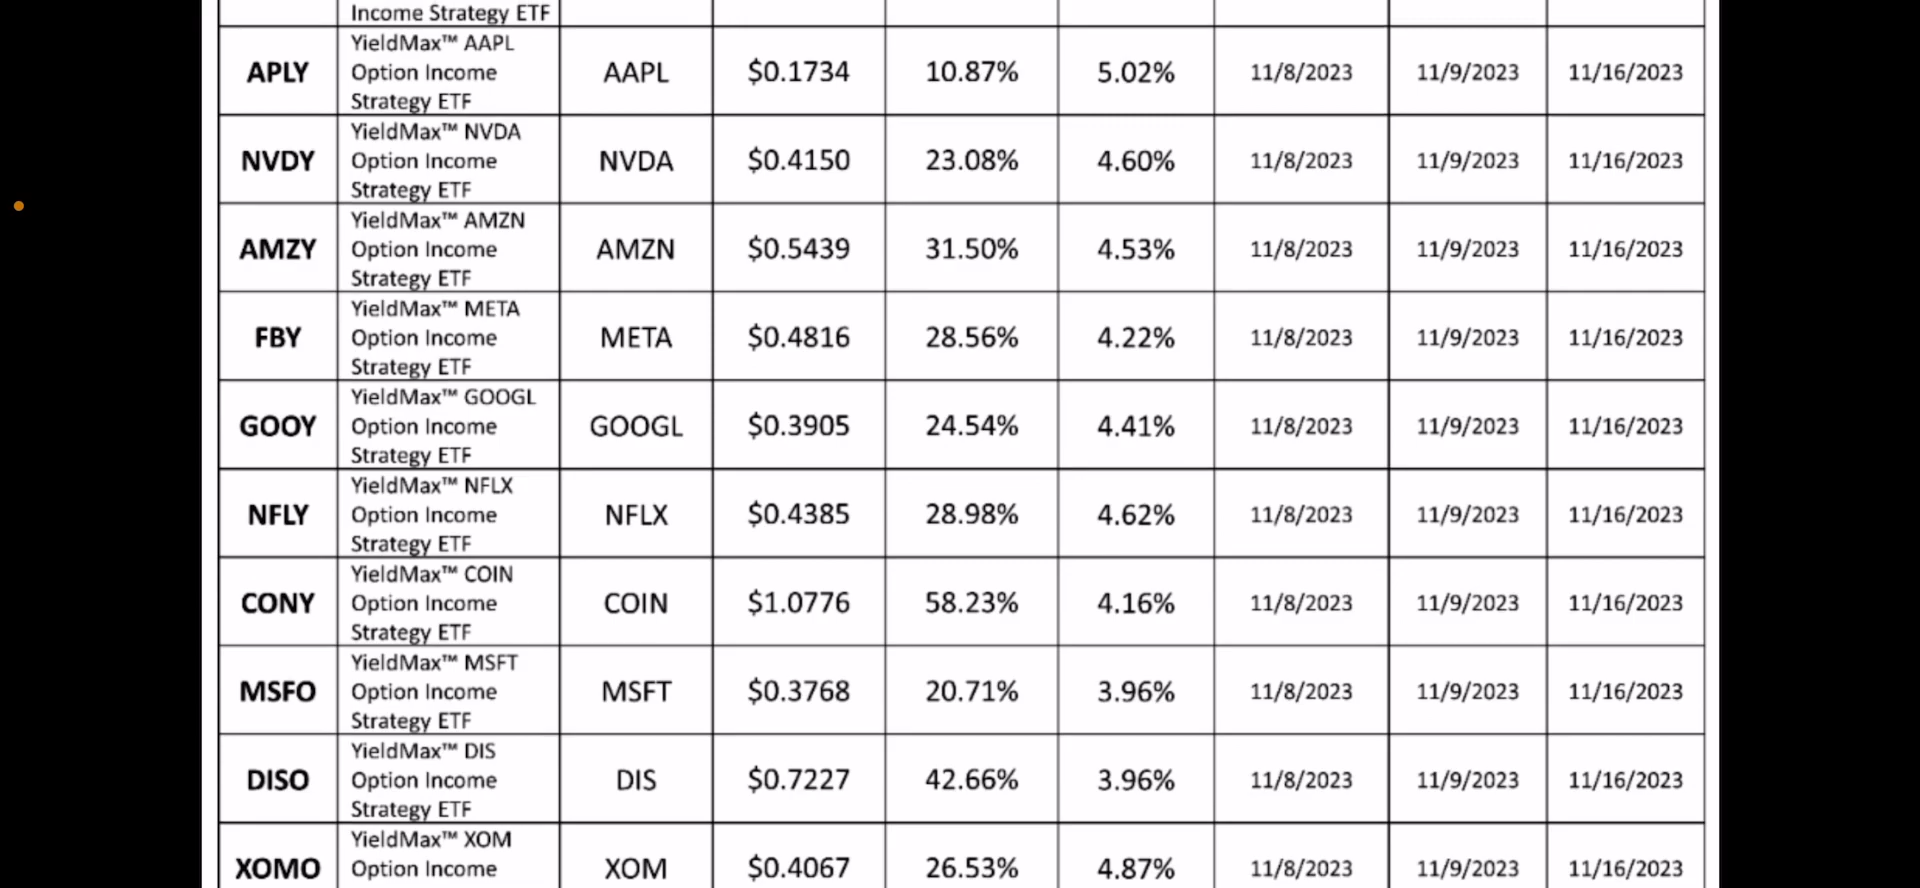 Income Strategy ETF
YieldMax™ AAPL
APLY Option Income AAPL $0.1734 10.87% 5.02% 11/8/2023 11/9/2023 11/16/2023
Strategy ETF
YieldMax™ NVDA
NVDY Option Income NVDA $0.4150 23.08% 4.60% 11/8/2023 11/9/2023 11/16/2023
Strategy ETF
YieldMax™ AMZN
AMZY Option Income AMZN $0.5439 31.50% 4.53% 11/8/2023 11/9/2023 11/16/2023
Strategy ETF
YieldMax™ META
FBY Option Income META $0.4816 28.56% 4.22% 11/8/2023 11/9/2023 11/16/2023
Strategy ETF
YieldMax™ GOOGL
GOOY Option Income GOOGL $0.3905 24.54% 4.41% 11/8/2023 11/9/2023 11/16/2023
Strategy ETF
YieldMax™ NFLX
NFLY Option Income NFLX $0.4385 28.98% 4.62% 11/8/2023 11/9/2023 11/16/2023
Strategy ETF
YieldMax™ COIN
CONY Option Income COIN $1.0776 58.23% 4.16% 11/8/2023 11/9/2023 11/16/2023
Strategy ETF
YieldMax™ MSFT
MSFO Option Income MSFT $0.3768 20.71% 3.96% 11/8/2023 11/9/2023 11/16/2023
Strategy ETF
YieldMax™ DIS
DISO Option Income DIS $0.7227 42.66% 3.96% 11/8/2023 11/9/2023 11/16/2023
Strategy ETF
YieldMax™ XOM
XOMO Option Income XOM $0.4067 26.53% 4.87% 11/8/2023 11/9/2023 11/16/2023